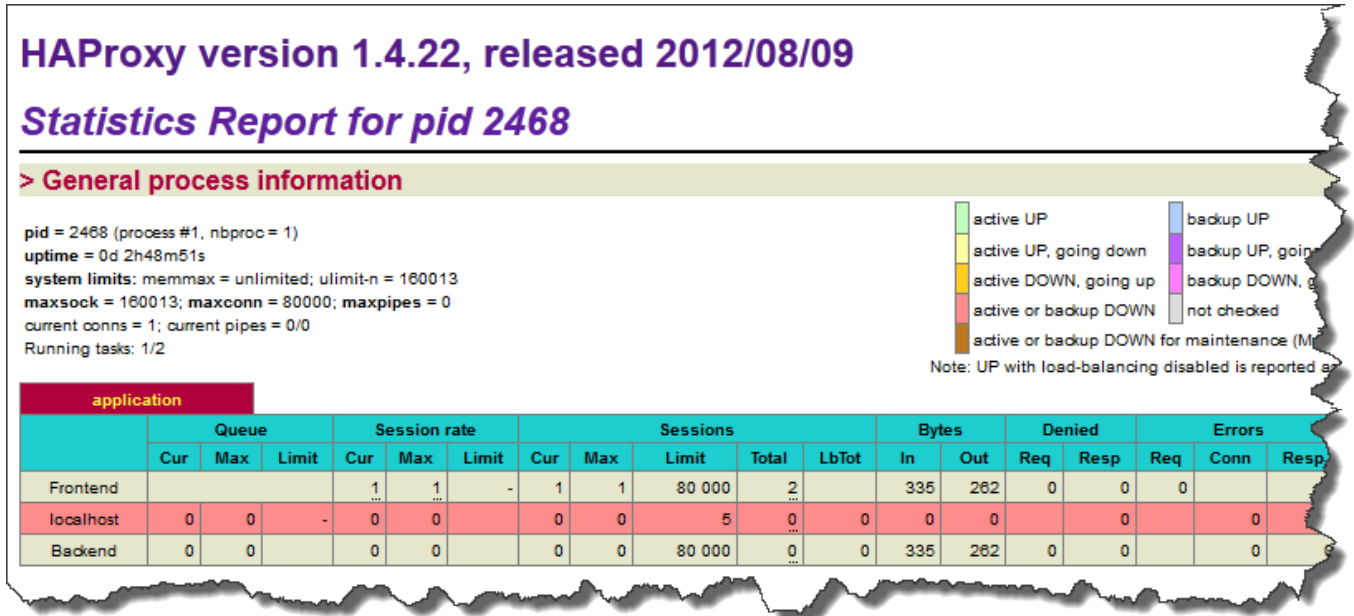 HAProxy version 1.4.22, released 2012/08/09
Statistics Report for pid 2468
> General process information
pid = 2468 (process #1, nbproc = 1)
uptime = 0d 2h48m51s
system limits: memmax = unlimited; ulimit-n = 160013
maxsock = 160013; maxconn = 80000; maxpipes = 0
current conns = 1; current pipes = 0/0
Running tasks: 1/2
active UP backup UP
active UP, going down backup UP,
active DOWN, going up backup DOWN,
active or backup DOWN not checked
active or backup DOWN for maintenance
Note: UP with load-balancing disabled is reported
application
Queue Session rate Sessions Bytes Denied Errors
Cur Max Limit Cur Max Limit Cur Max Limit Total LbTot In Out Req Resp Req Conn Resp
Frontend 1 1 - 1 1 80 000 2 335 262 0 0 0
localhost 0 0 - 0 0 0 0 5 0 0 0 0 0 0
Backend 0 0 0 0 0 0 80 000 0 0 335 262 0 0 0